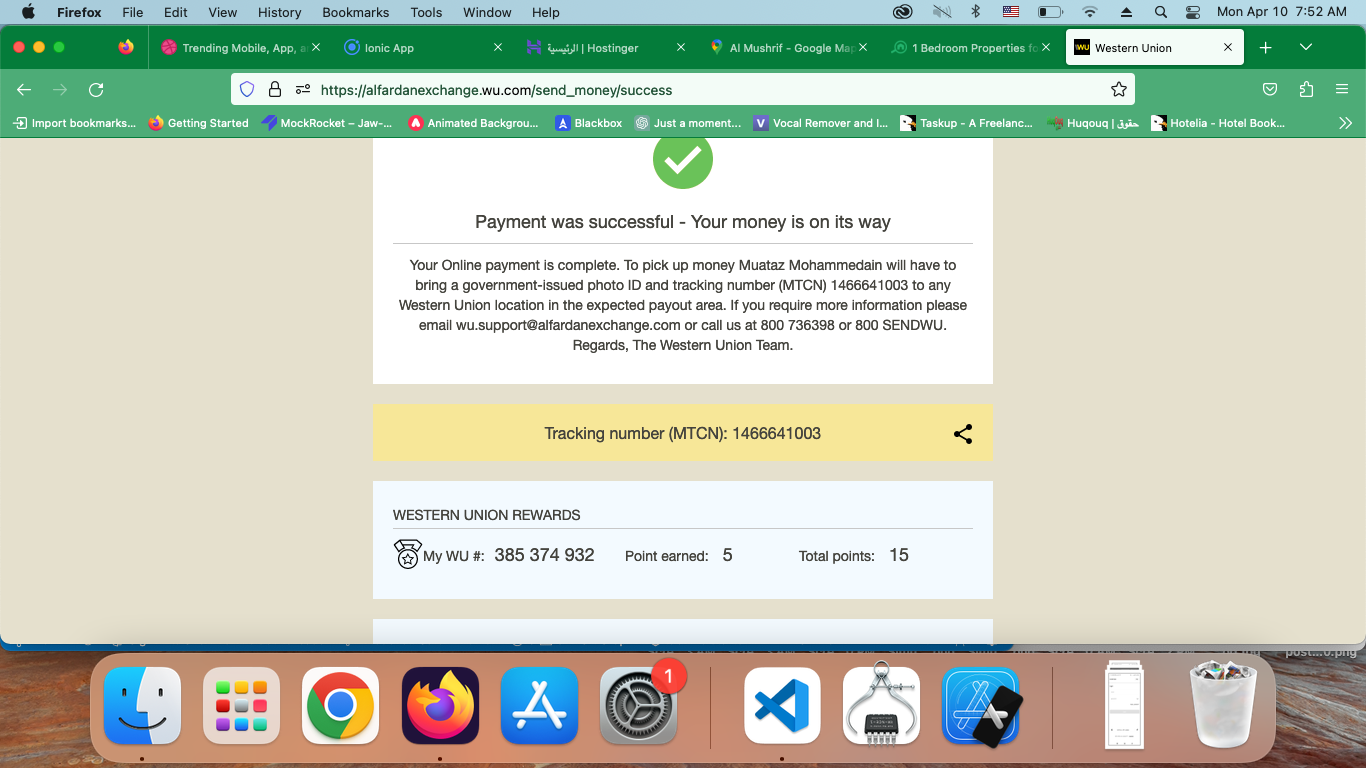 Firefox File Edit View History Bookmarks Tools Window Help Mon Apr 10 7:52 AM
Trending Mobile, App, a Ionic App الرئيسية | Hostinger Al Mushrif - Google Map 1 Bedroom Properties fo Western Union
https://alfardanexchange.wu.com/send_money/success
Import bookmarks... Getting Started MockRocket – Jaw-... Animated Backgrou... Blackbox Just a moment... Vocal Remover and I... Taskup - A Freelanc... Huqouq | حقوق Hotelia - Hotel Book...
Payment was successful - Your money is on its way
Your Online payment is complete. To pick up money Muataz Mohammedain will have to
bring a government-issued photo ID and tracking number (MTCN) 1466641003 to any
Western Union location in the expected payout area. If you require more information please
email wu.support@alfardanexchange.com or call us at 800 736398 or 800 SENDWU.
Regards, The Western Union Team.
Tracking number (MTCN): 1466641003
WESTERN UNION REWARDS
My WU #: 385 374 932 Point earned: 5 Total points: 15
post...0.png
1